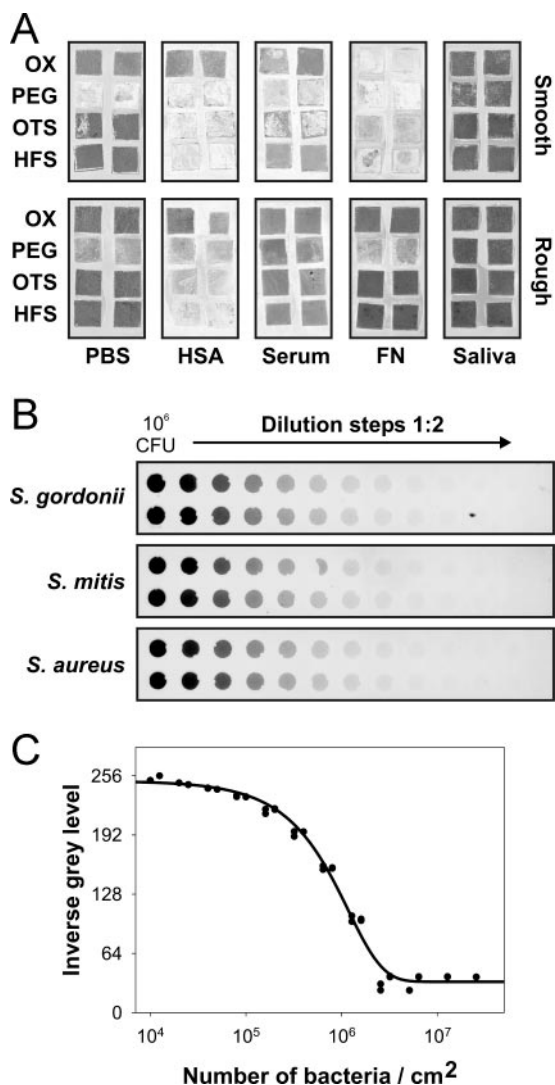 A
OX
PEG
OTS
HFS
Smooth
OX
PEG
OTS
HFS
Rough
PBS HSA Serum FN Saliva
B
10⁶
CFU
Dilution steps 1:2
S. gordonii
S. mitis
S. aureus
C
Inverse grey level
256
192
128
64
0
10⁴ 10⁵ 10⁶ 10⁷
Number of bacteria / cm²